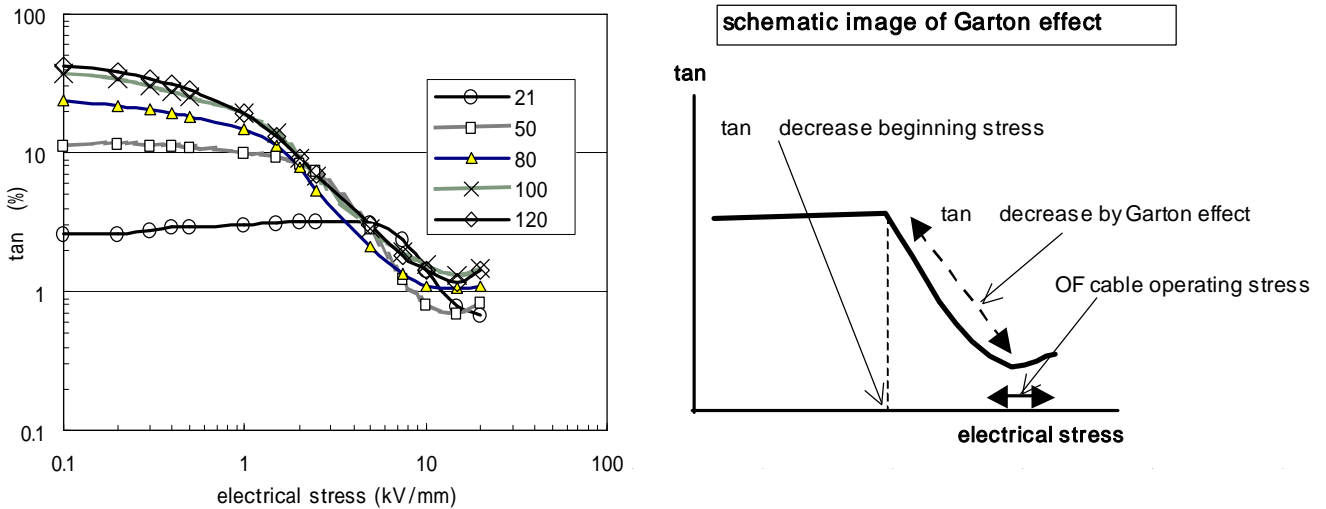 100
10
1
0.1
tan (%)
0.1 1 10 100
electrical stress (kV/mm)
21
50
80
100
120
schematic image of Garton effect
tan
tan decrease beginning stress
tan decrease by Garton effect
OF cable operating stress
electrical stress